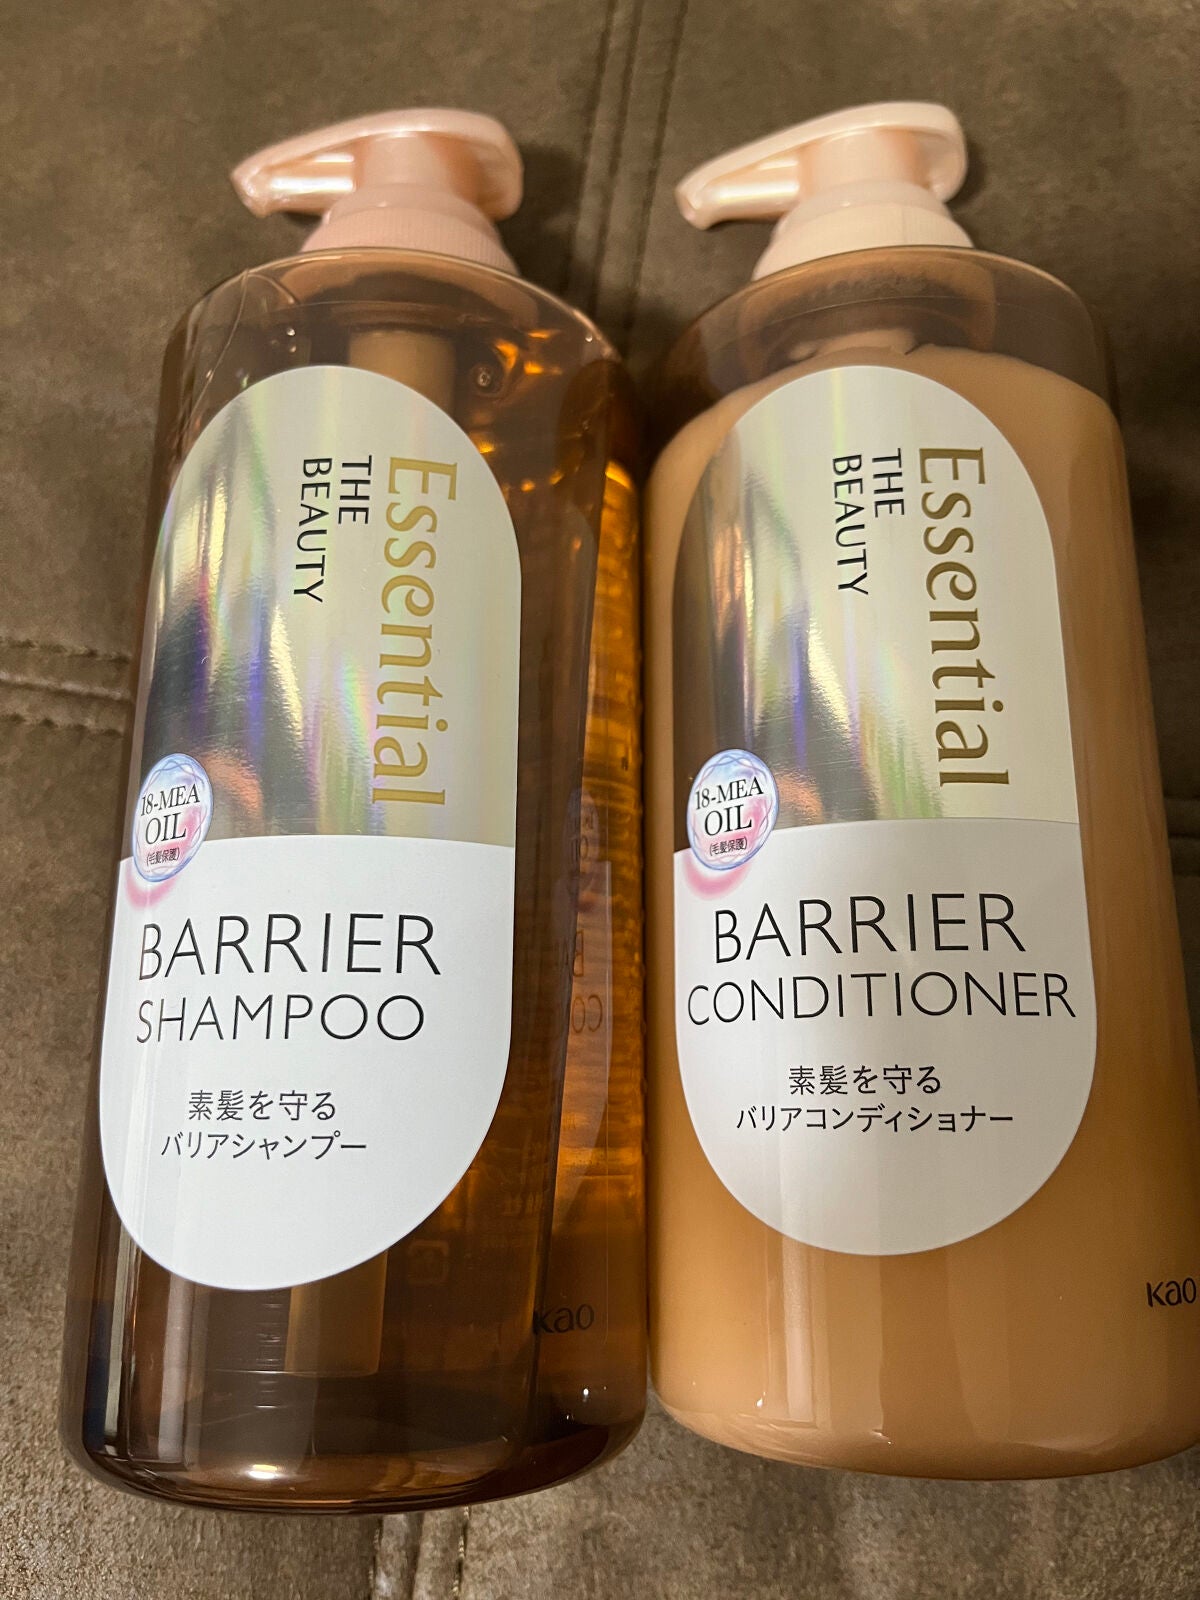 Essential
THE
BEAUTY
18-MEA
OIL
(毛髪保護)
BARRIER
SHAMPOO
素髪を守る
バリアシャンプー
Kao
Essential
THE
BEAUTY
18-MEA
OIL
(毛髪保護)
BARRIER
CONDITIONER
素髪を守る
バリアコンディショナー
Kao